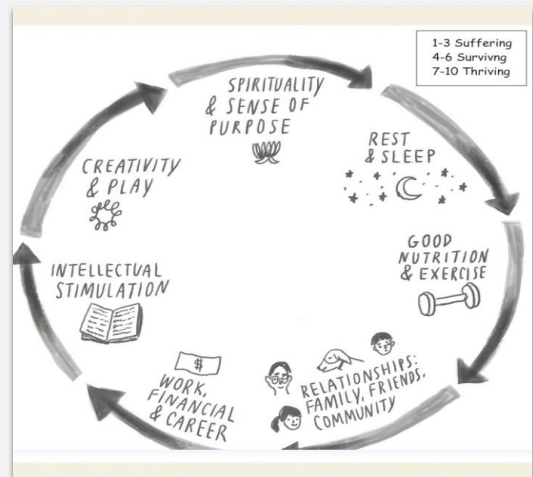 1-3 Suffering
4-6 Survivng
7-10 Thriving
SPIRITUALITY
& SENSE OF
PURPOSE
REST
& SLEEP
GOOD
NUTRITION
& EXERCISE
RELATIONSHIPS:
FAMILY, FRIENDS,
COMMUNITY
$
WORK,
FINANCIAL
& CAREER
INTELLECTUAL
STIMULATION
CREATIVITY
& PLAY